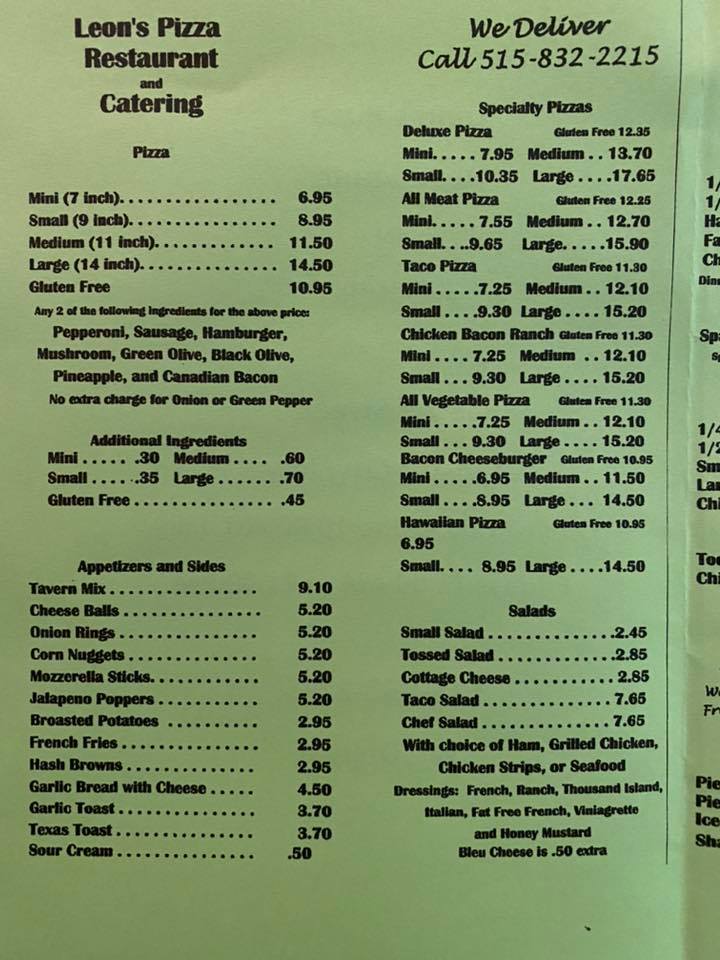 Leon's Pizza
Restaurant
and
Catering
Pizza
Mini (7 inch)................ 6.95
Small (9 inch)............... 8.95
Medium (11 inch)............. 11.50
Large (14 inch).............. 14.50
Gluten Free 10.95
Any 2 of the following ingredients for the above price:
Pepperoni, Sausage, Hamburger,
Mushroom, Green Olive, Black Olive,
Pineapple, and Canadian Bacon
No extra charge for Onion or Green Pepper
Additional Ingredients
Mini ..... .30 Medium .... .60
Small ..... .35 Large ....... .70
Gluten Free ............... .45
Appetizers and Sides
Tavern Mix ................ 9.10
Cheese Balls .............. 5.20
Onion Rings ............... 5.20
Corn Nuggets .............. 5.20
Mozzerella Sticks............ 5.20
Jalapeno Poppers ........... 5.20
Broasted Potatoes .......... 2.95
French Fries ............... 2.95
Hash Browns .............. 2.95
Garlic Bread with Cheese ..... 4.50
Garlic Toast ............... 3.70
Texas Toast ............... 3.70
Sour Cream ............... .50
We Deliver
Call 515-832-2215
Specialty Pizzas
Deluxe Pizza Gluten Free 12.35
Mini..... 7.95 Medium .. 13.70
Small....10.35 Large ....17.65
All Meat Pizza Gluten Free 12.25
Mini..... 7.55 Medium .. 12.70
Small....9.65 Large.....15.90
Taco Pizza Gluten Free 11.30
Mini .....7.25 Medium .. 12.10
Small ....9.30 Large .... 15.20
Chicken Bacon Ranch Gluten Free 11.30
Mini .... 7.25 Medium .. 12.10
Small ... 9.30 Large .... 15.20
All Vegetable Pizza Gluten Free 11.30
Mini .....7.25 Medium .. 12.10
Small ...9.30 Large .... 15.20
Bacon Cheeseburger Gluten Free 10.95
Mini .....6.95 Medium .. 11.50
Small ....8.95 Large ... 14.50
Hawaiian Pizza Gluten Free 10.95
6.95
Small.... 8.95 Large ....14.50
Salads
Small Salad ..............2.45
Tossed Salad .............2.85
Cottage Cheese ........... 2.85
Taco Salad ............... 7.65
Chef Salad ............... 7.65
With choice of Ham, Grilled Chicken,
Chicken Strips, or Seafood
Dressings: French, Ranch, Thousand Island,
Italian, Fat Free French, Viniagrette
and Honey Mustard
Bleu Cheese is .50 extra